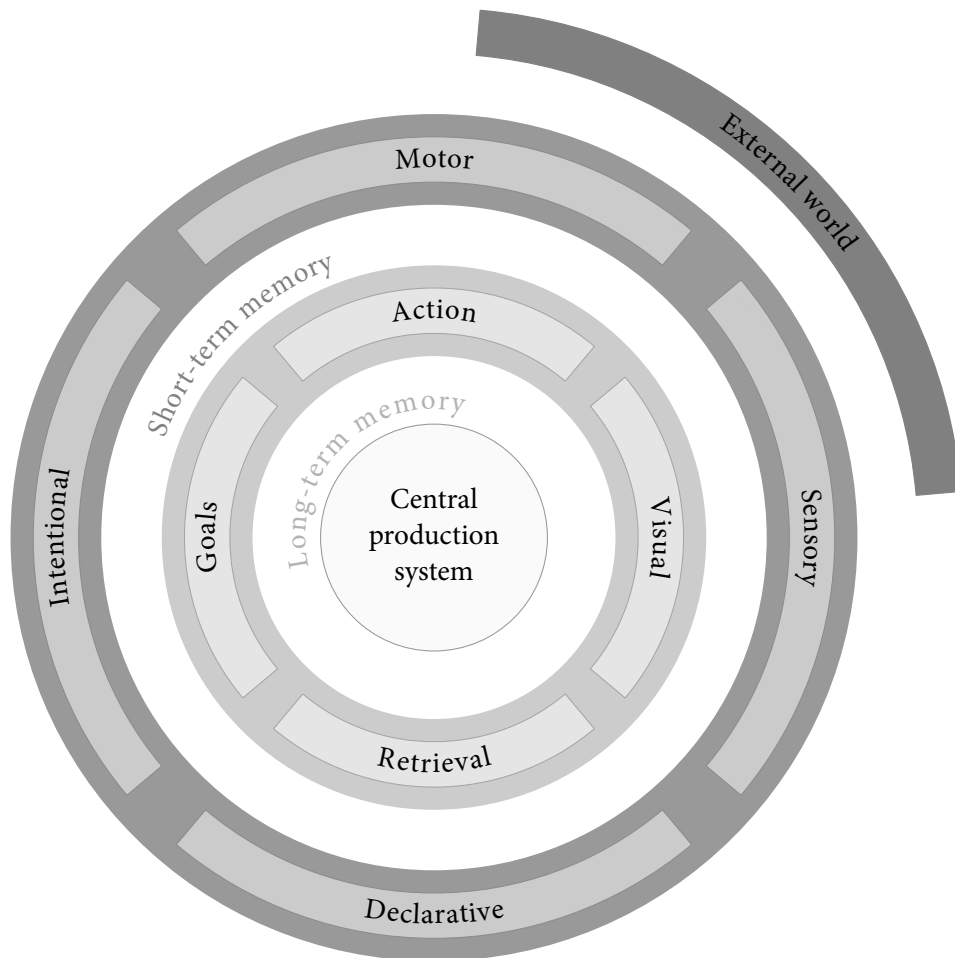 External world
Motor
Short-term memory
Action
Long-term memory
Central
production
system
Intentional
Goals
Visual
Sensory
Retrieval
Declarative